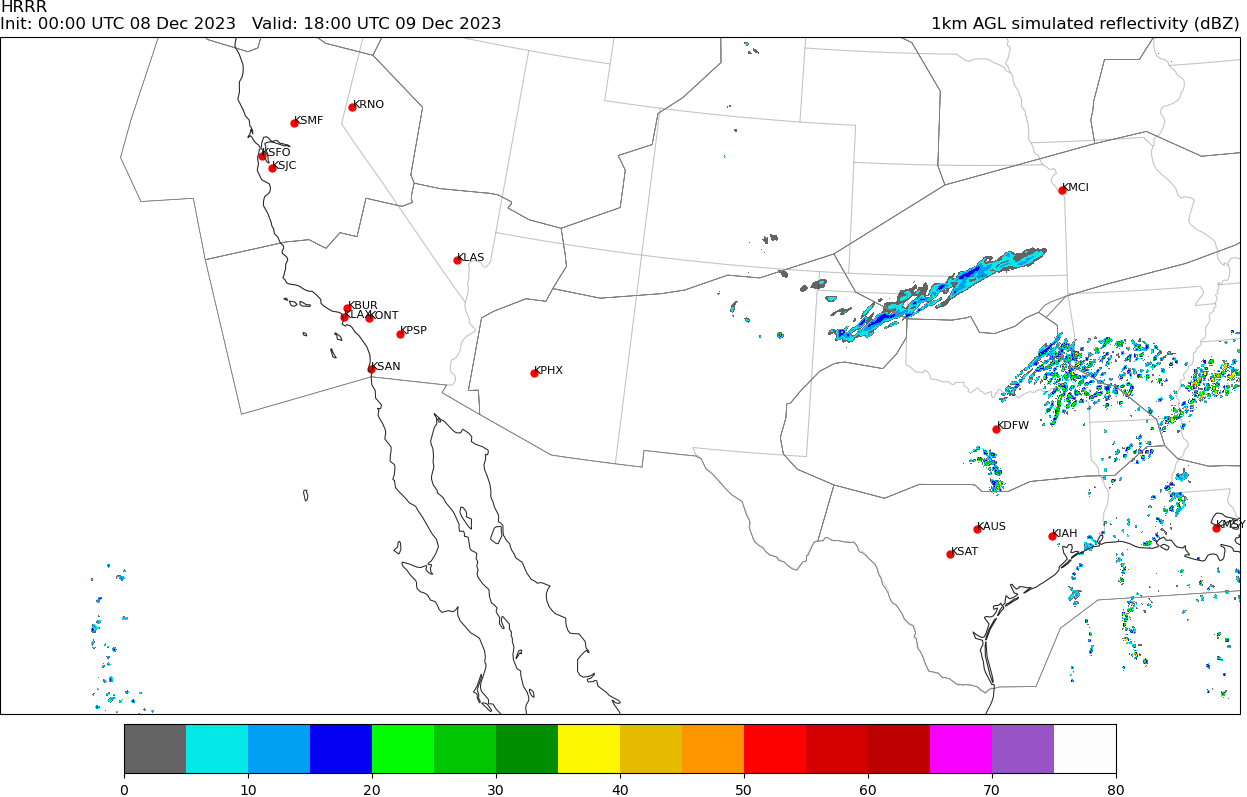 HRRR
Init: 00:00 UTC 08 Dec 2023   Valid: 18:00 UTC 09 Dec 2023
1km AGL simulated reflectivity (dBZ)
KRNO
KSMF
KSFO
KSJC
KMCI
KLAS
KBUR
KLAX
KONT
KPSP
KSAN
KPHX
KDFW
KAUS
KMSY
KIAH
KSAT
0 10 20 30 40 50 60 70 80